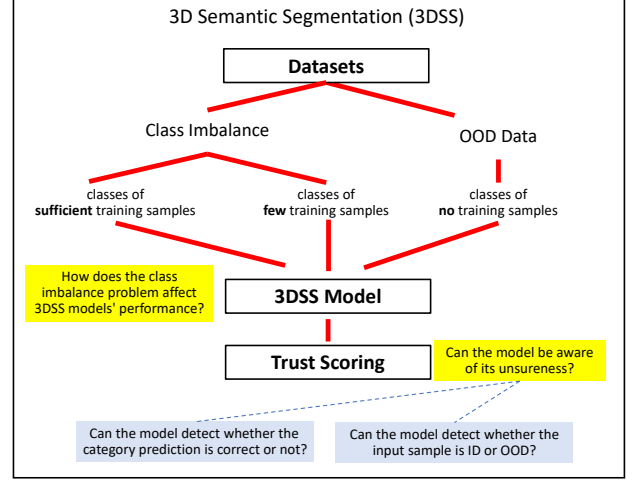 3D Semantic Segmentation (3DSS)
Datasets
Class Imbalance
OOD Data
classes of
sufficient training samples
classes of
few training samples
classes of
no training samples
How does the class
imbalance problem affect
3DSS models' performance?
3DSS Model
Trust Scoring
Can the model be aware
of its unsureness?
Can the model detect whether the
category prediction is correct or not?
Can the model detect whether the
input sample is ID or OOD?